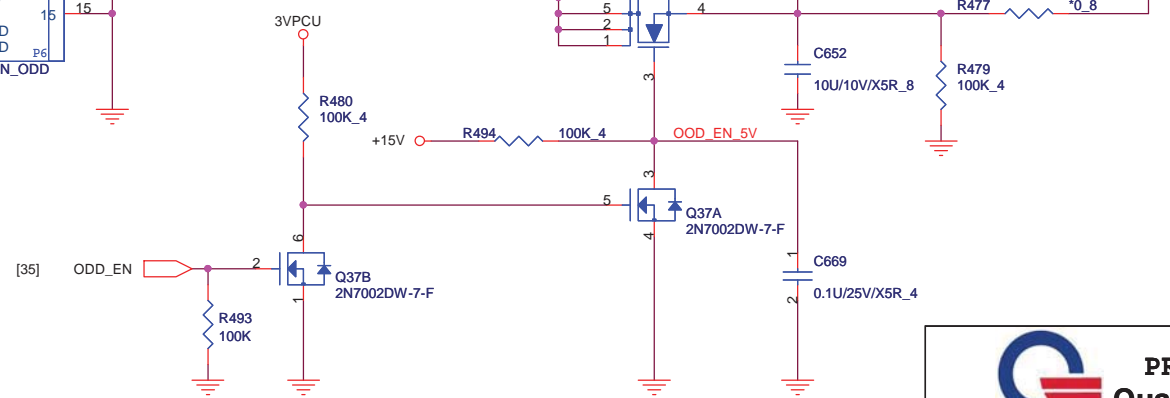 5
4
R477
*0_8
15
15
2
D
D
P6
1
N_ODD
3VPCU
C652
10U/10V/X5R_8
R479
100K_4
3
R480
100K_4
+15V
R494
100K_4
OOD_EN_5V
3
5
Q37A
2N7002DW-7-F
4
6
[35]
ODD_EN
2
Q37B
2N7002DW-7-F
1
1
C669
0.1U/25V/X5R_4
2
R493
100K